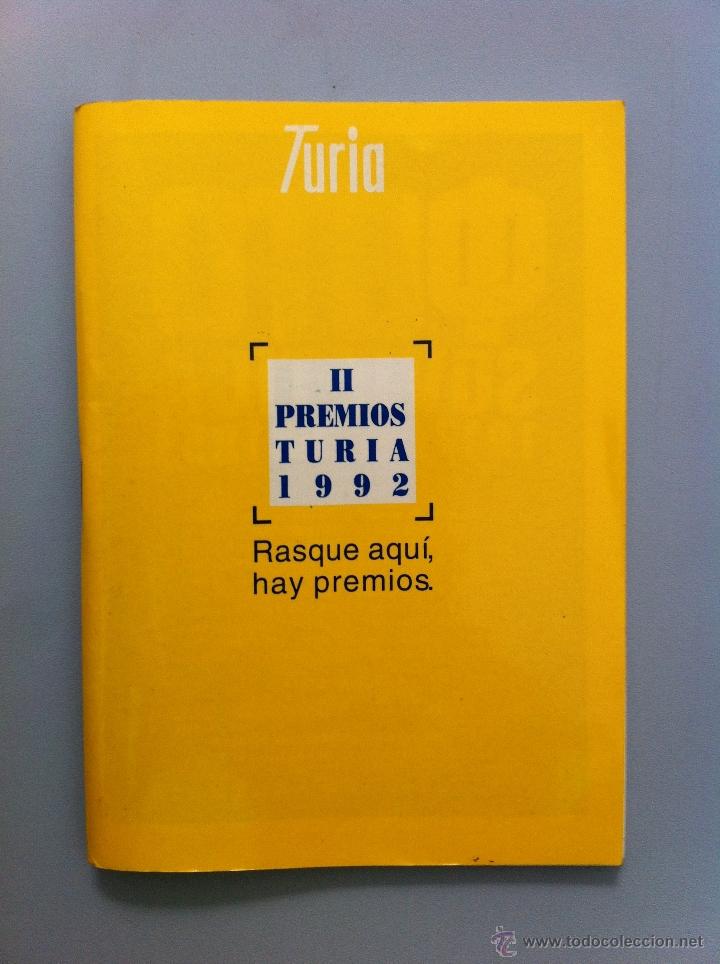 Turia
II
PREMIOS
TURIA
1992
Rasque aquí,
hay premios.
www.todocoleccion.net